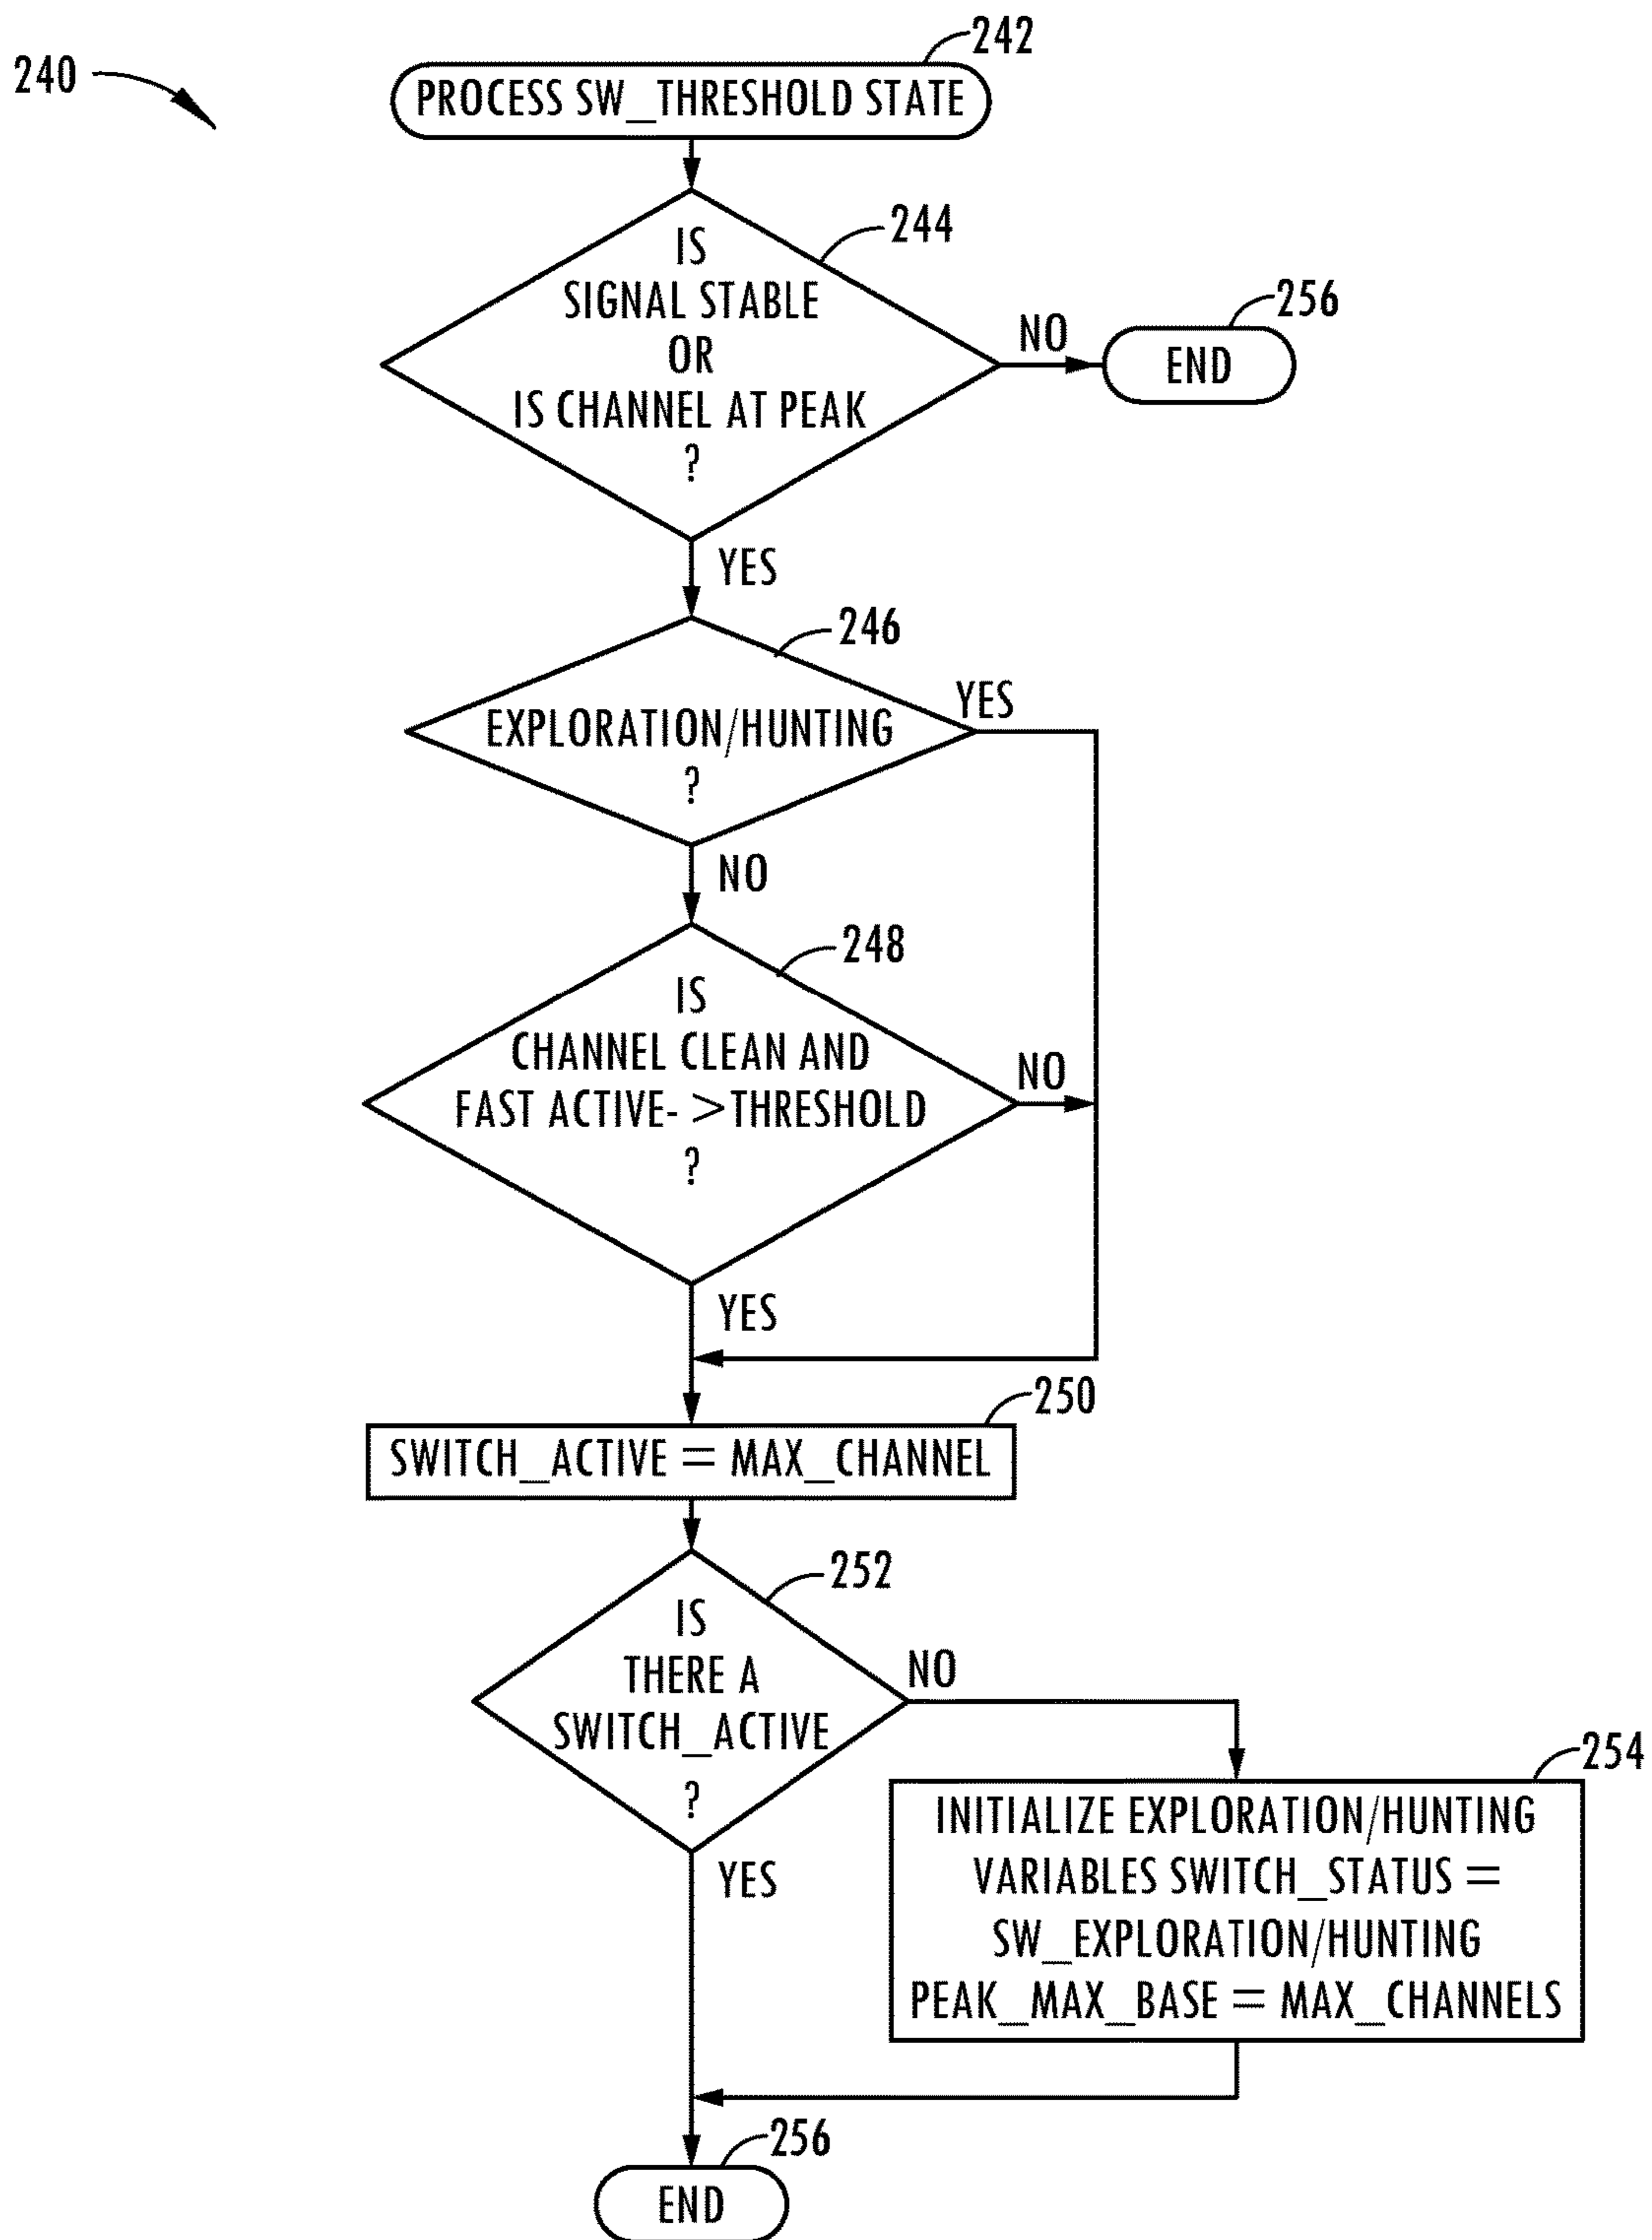 240
242
PROCESS SW_THRESHOLD STATE
244
IS
SIGNAL STABLE
OR
IS CHANNEL AT PEAK
?
NO
256
END
YES
246
EXPLORATION/HUNTING
?
YES
NO
248
IS
CHANNEL CLEAN AND
FAST ACTIVE- >THRESHOLD
?
NO
YES
250
SWITCH_ACTIVE = MAX_CHANNEL
252
IS
THERE A
SWITCH_ACTIVE
?
NO
YES
254
INITIALIZE EXPLORATION/HUNTING
VARIABLES SWITCH_STATUS =
SW_EXPLORATION/HUNTING
PEAK_MAX_BASE = MAX_CHANNELS
256
END